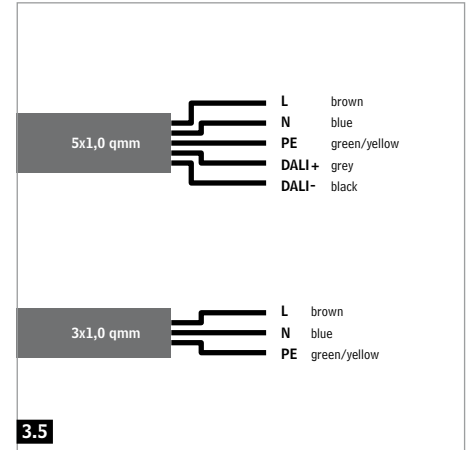 L brown
N blue
5x1,0 qmm PE green/yellow
DALI+ grey
DALI- black
L brown
3x1,0 qmm N blue
PE green/yellow
3.5